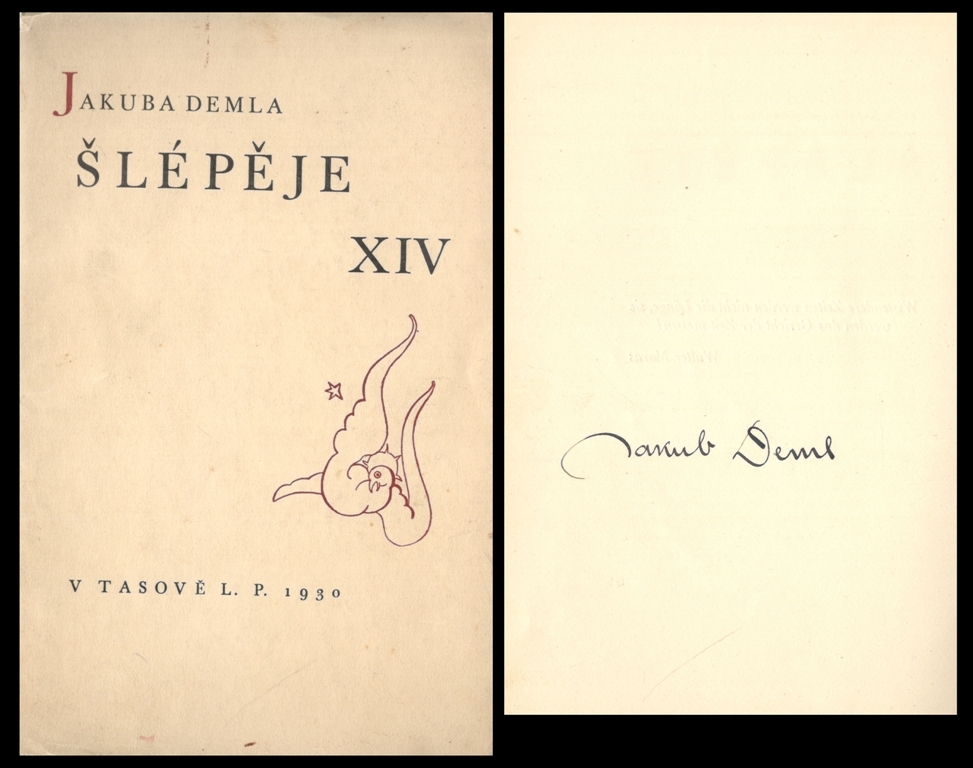 JAKUBA DEMLA
ŠLÉPĚJE
XIV
V TASOVĚ L. P. 1930
Jakub Deml